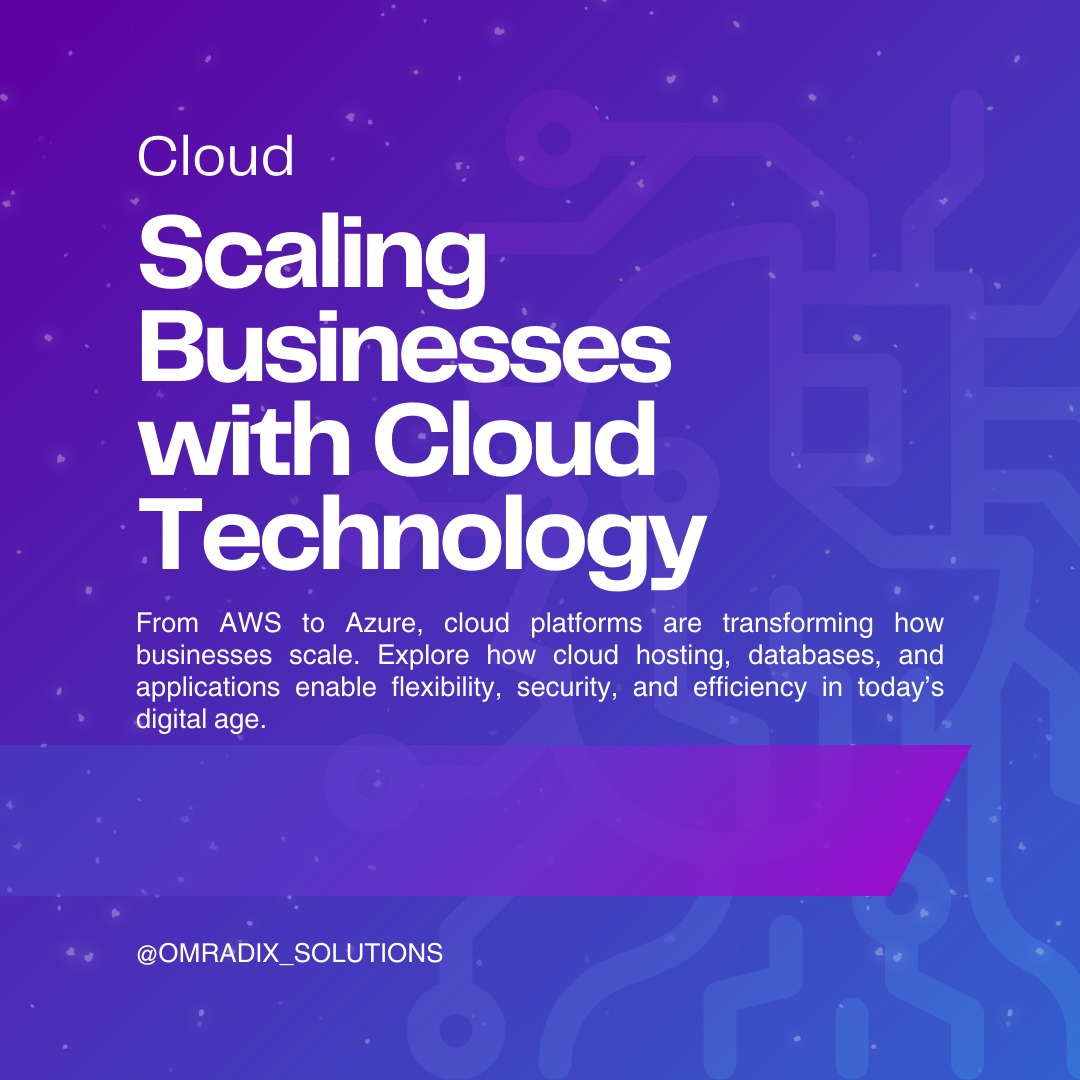 Cloud
Scaling
Businesses
with Cloud
Technology
From AWS to Azure, cloud platforms are transforming how
businesses scale. Explore how cloud hosting, databases, and
applications enable flexibility, security, and efficiency in today’s
digital age.
@OMRADIX_SOLUTIONS